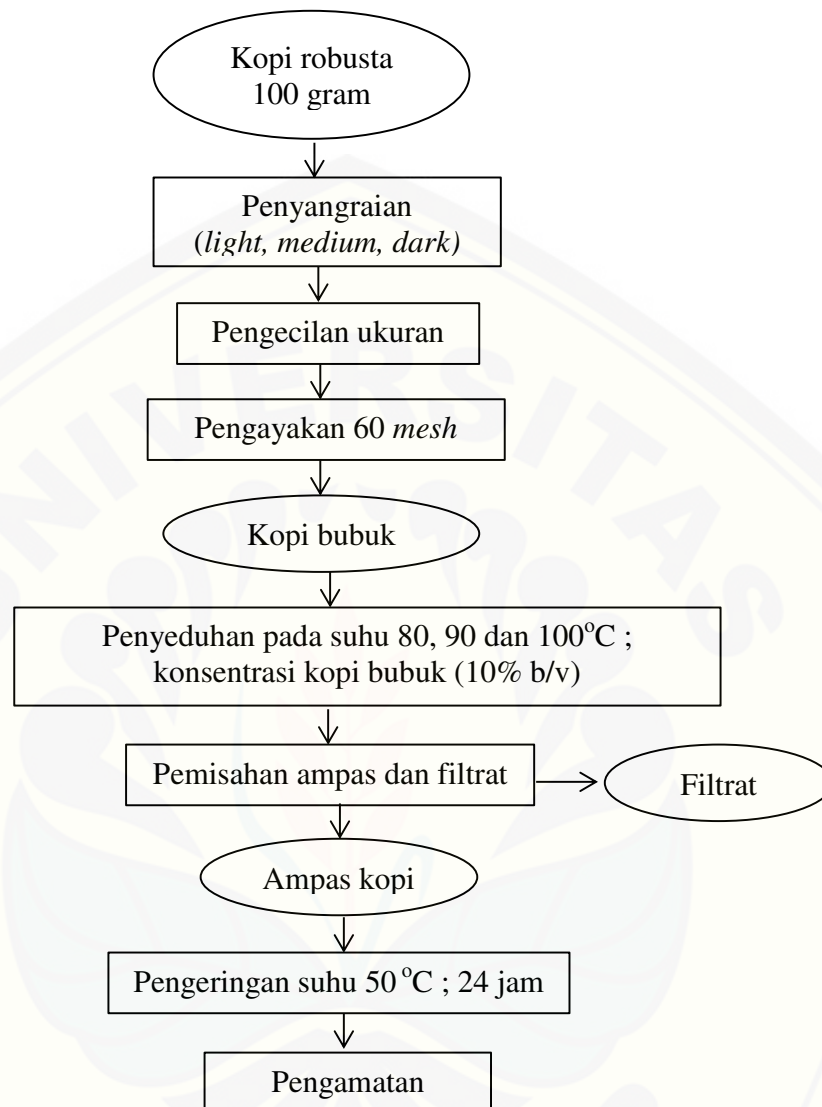 Kopi robusta
100 gram
Penyangraian
(light, medium, dark)
Pengecilan ukuran
Pengayakan 60 mesh
Kopi bubuk
Penyeduhan pada suhu 80, 90 dan 100°C ;
konsentrasi kopi bubuk (10% b/v)
Pemisahan ampas dan filtrat
Filtrat
Ampas kopi
Pengeringan suhu 50 °C ; 24 jam
Pengamatan
UNIVERSITAS